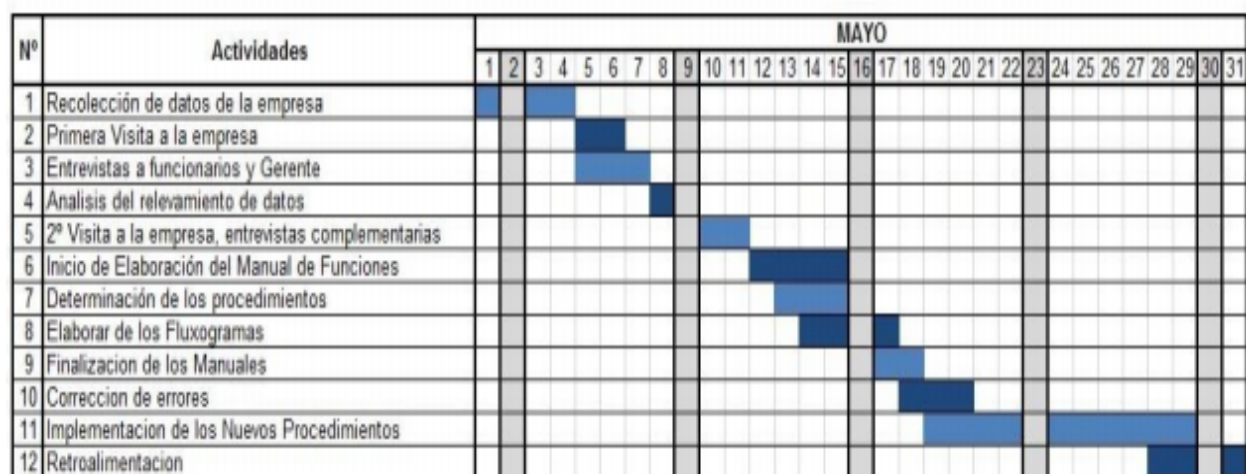 Nº Actividades MAYO
1 2 3 4 5 6 7 8 9 10 11 12 13 14 15 16 17 18 19 20 21 22 23 24 25 26 27 28 29 30 31
1 Recolección de datos de la empresa
2 Primera Visita a la empresa
3 Entrevistas a funcionarios y Gerente
4 Analisis del relevamiento de datos
5 2º Visita a la empresa, entrevistas complementarias
6 Inicio de Elaboración del Manual de Funciones
7 Determinación de los procedimientos
8 Elaborar de los Fluxogramas
9 Finalizacion de los Manuales
10 Correccion de errores
11 Implementacion de los Nuevos Procedimientos
12 Retroalimentacion